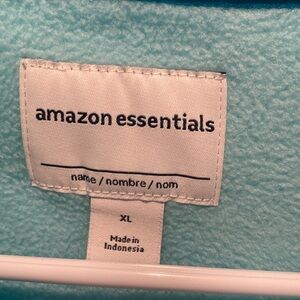 amazon essentials
name / nombre / nom
XL
Made in
Indonesia